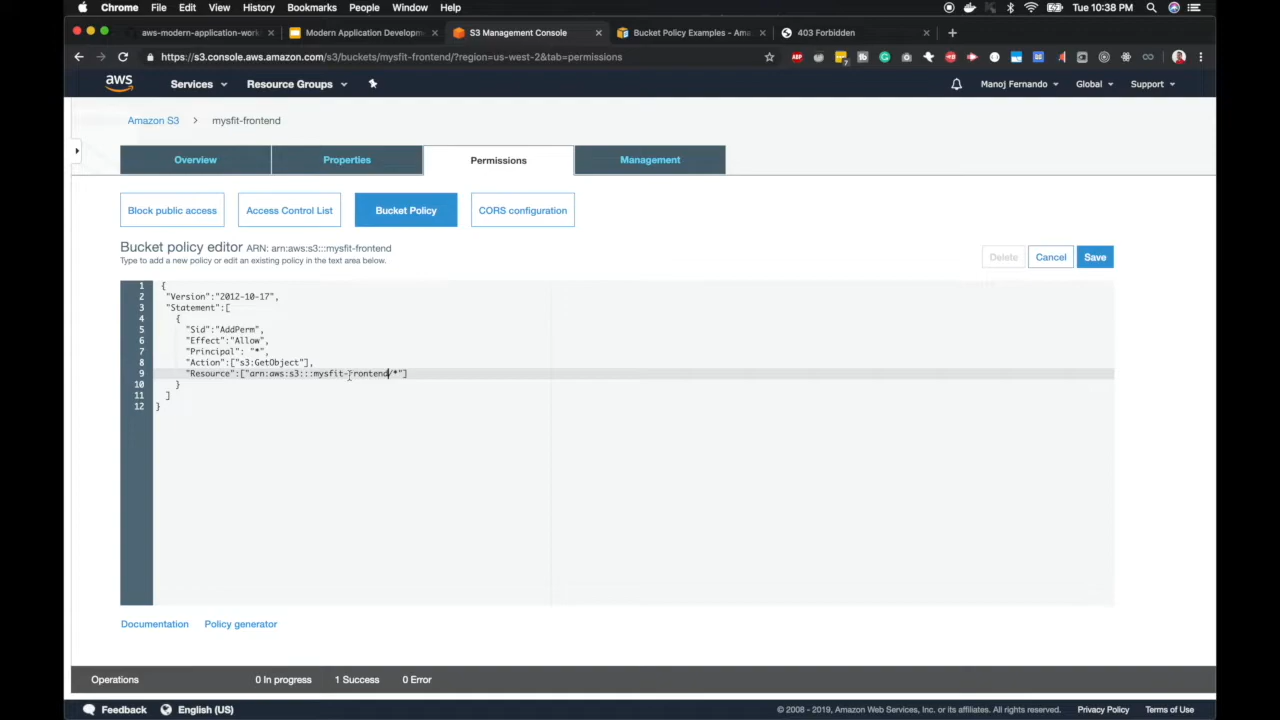 Chrome File Edit View History Bookmarks People Window Help Tue 10:38 PM
aws-modern-application-work Modern Application Developm S3 Management Console Bucket Policy Examples - Ama 403 Forbidden
https://s3.console.aws.amazon.com/s3/buckets/mysfit-frontend/?region=us-west-2&tab=permissions
aws Services Resource Groups Manoj Fernando Global Support
Amazon S3 > mysfit-frontend
Overview Properties Permissions Management
Block public access Access Control List Bucket Policy CORS configuration
Bucket policy editor ARN: arn:aws:s3:::mysfit-frontend
Type to add a new policy or edit an existing policy in the text area below.
Delete Cancel Save
1 {
2 "Version":"2012-10-17",
3 "Statement":[
4 {
5 "Sid":"AddPerm",
6 "Effect":"Allow",
7 "Principal": "*",
8 "Action":["s3:GetObject"],
9 "Resource":["arn:aws:s3:::mysfit-frontend/*"]
10 }
11 ]
12 }
Documentation Policy generator
Operations 0 In progress 1 Success 0 Error
Feedback English (US) © 2008 - 2019, Amazon Web Services, Inc. or its affiliates. All rights reserved. Privacy Policy Terms of Use